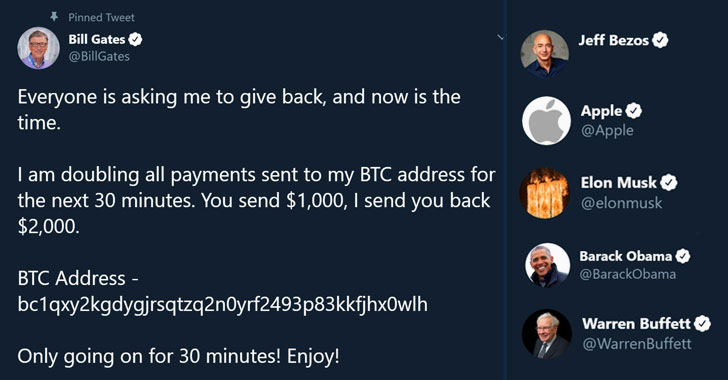 Pinned Tweet
Bill Gates
@BillGates
Everyone is asking me to give back, and now is the
time.
I am doubling all payments sent to my BTC address for
the next 30 minutes. You send $1,000, I send you back
$2,000.
BTC Address -
bc1qxy2kgdygjrsqtzq2n0yrf2493p83kkfjhx0wlh
Only going on for 30 minutes! Enjoy!
Jeff Bezos
Apple
@Apple
Elon Musk
@elonmusk
Barack Obama
@BarackObama
Warren Buffett
@WarrenBuffett